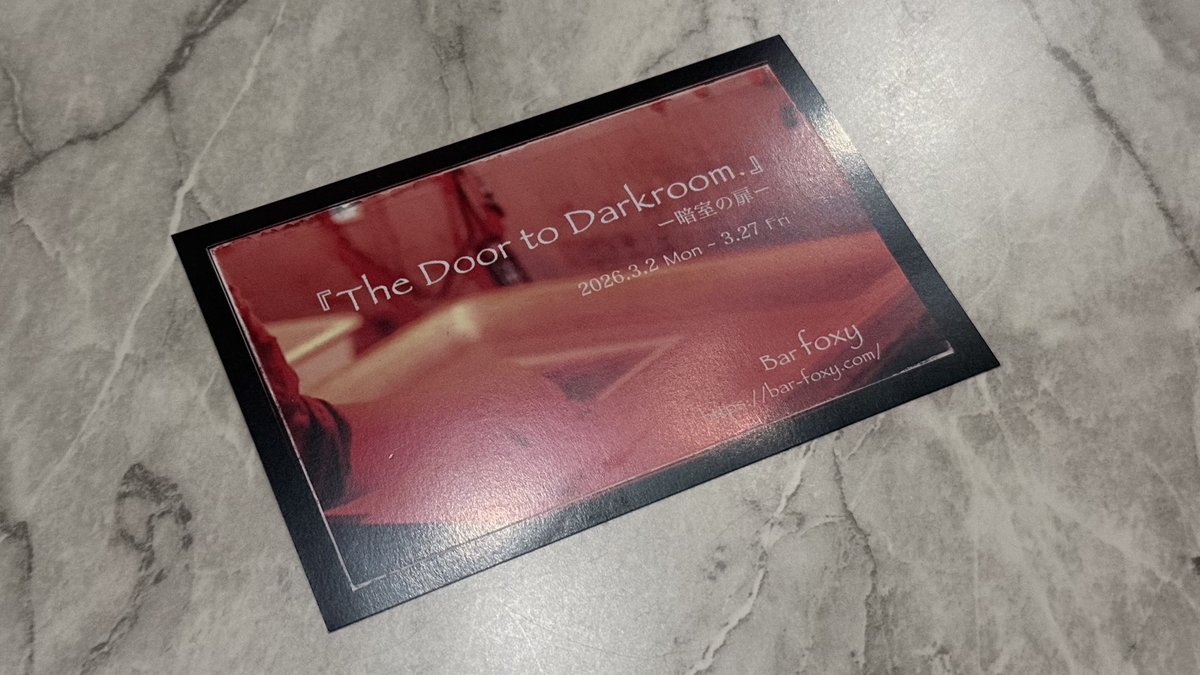 『The Door to Darkroom.』
ー暗室の扉ー
2026.3.2 Mon ~ 3.27 Fri
Bar foxy
https://bar-foxy.com/